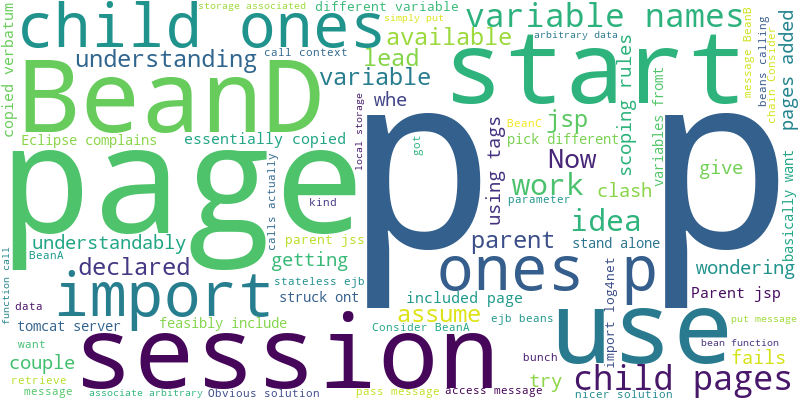 storage associated
different variable
simply put
arbitrary data
child ones
variable names
copied verbatum
understanding
call context
available
lead
variable
BeanD
start
whe
BeanC
jsp
scoping rules
variables fromt
message BeanB
chain Consider
beans calling
pages added
Eclipse complains
essentially copied
local storage
got
pick different
page
p
p
Now
using tags
give
calls actually
kind
work
clash
parameter
idea
obbasically want
understandably
BeanA
parent jss
parent
stand alone
declared
getting
stateless ejb
ones p
wondering
function call
import
struck ont
included page
Parent jsp
data
tomcat server
feasibly include
assume
Consider BeanA
ejb beans
use
import log4net
put message
bean function
session
want
couple
bunch
try
fails
child pages
retrieve
message
associate arbitrary
Obvious solution
pass message
access message
nicer solution